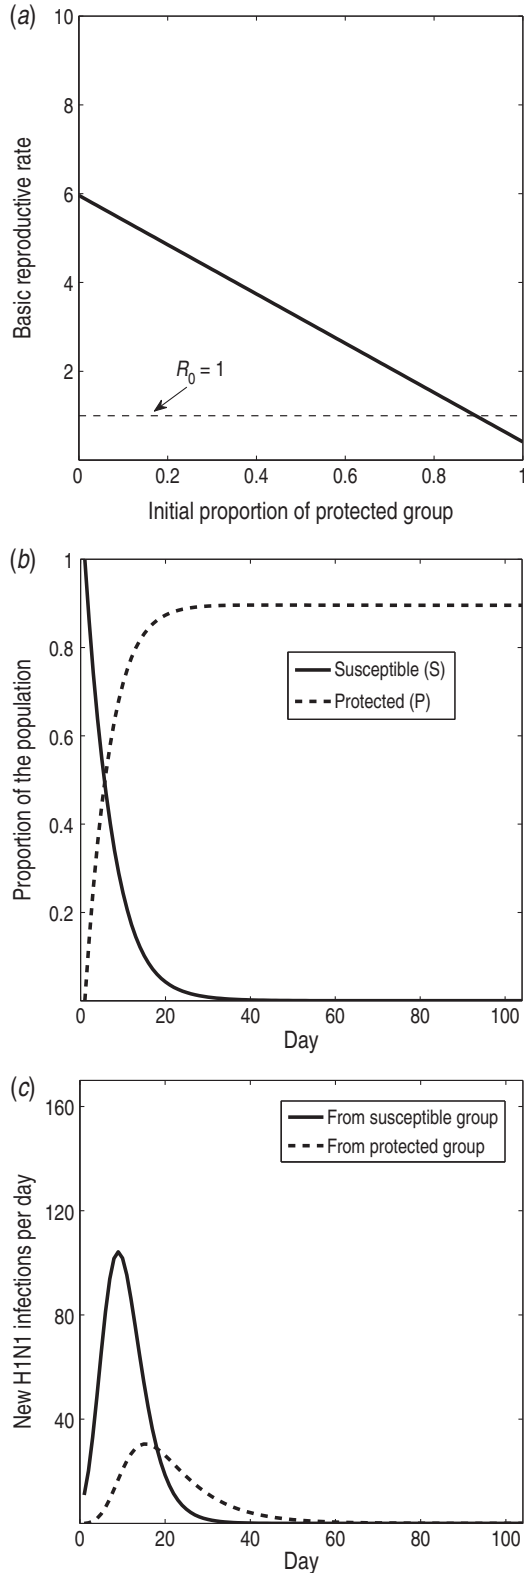 (a)
10
8
6
4
2
Basic reproductive rate
R0 = 1
0 0.2 0.4 0.6 0.8 1
Initial proportion of protected group
(b)
1
0.8
0.6
0.4
0.2
Proportion of the population
Susceptible (S)
Protected (P)
0 20 40 60 80 100
Day
(c)
160
120
80
40
New H1N1 infections per day
From susceptible group
From protected group
0 20 40 60 80 100
Day